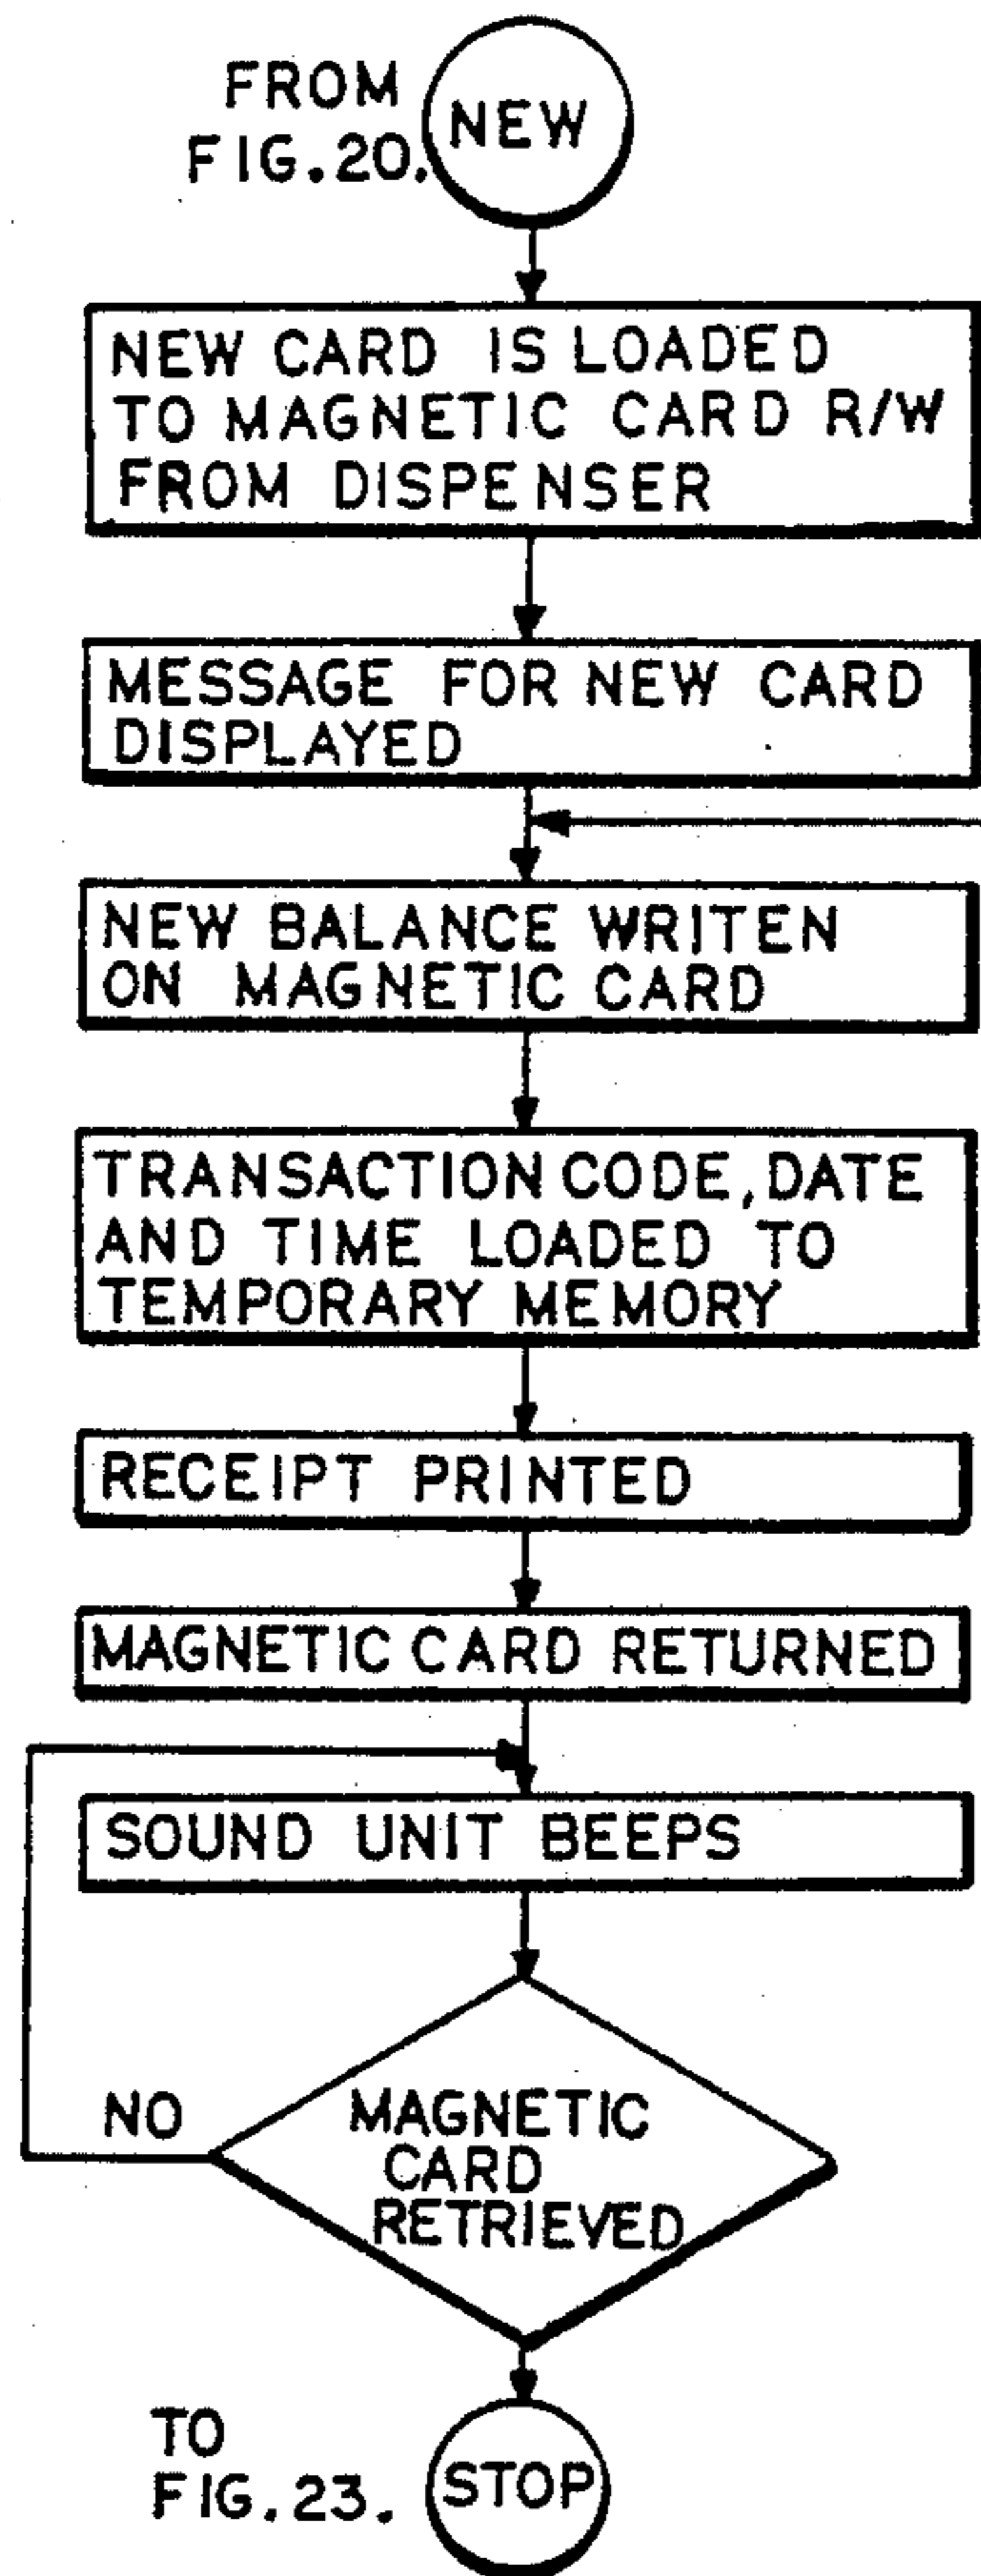 FROM
FIG.20.
NEW
NEW CARD IS LOADED
TO MAGNETIC CARD R/W
FROM DISPENSER
MESSAGE FOR NEW CARD
DISPLAYED
NEW BALANCE WRITEN
ON MAGNETIC CARD
TRANSACTION CODE, DATE
AND TIME LOADED TO
TEMPORARY MEMORY
RECEIPT PRINTED
MAGNETIC CARD RETURNED
SOUND UNIT BEEPS
NO
MAGNETIC
CARD
RETRIEVED
TO
FIG.23.
STOP